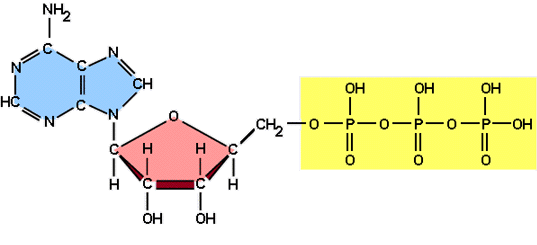 NH2
C N
N C
CH
HC C
N N
O CH2 O P O P O P OH
OH OH OH
O O O
C H H C
H C C H
OH OH